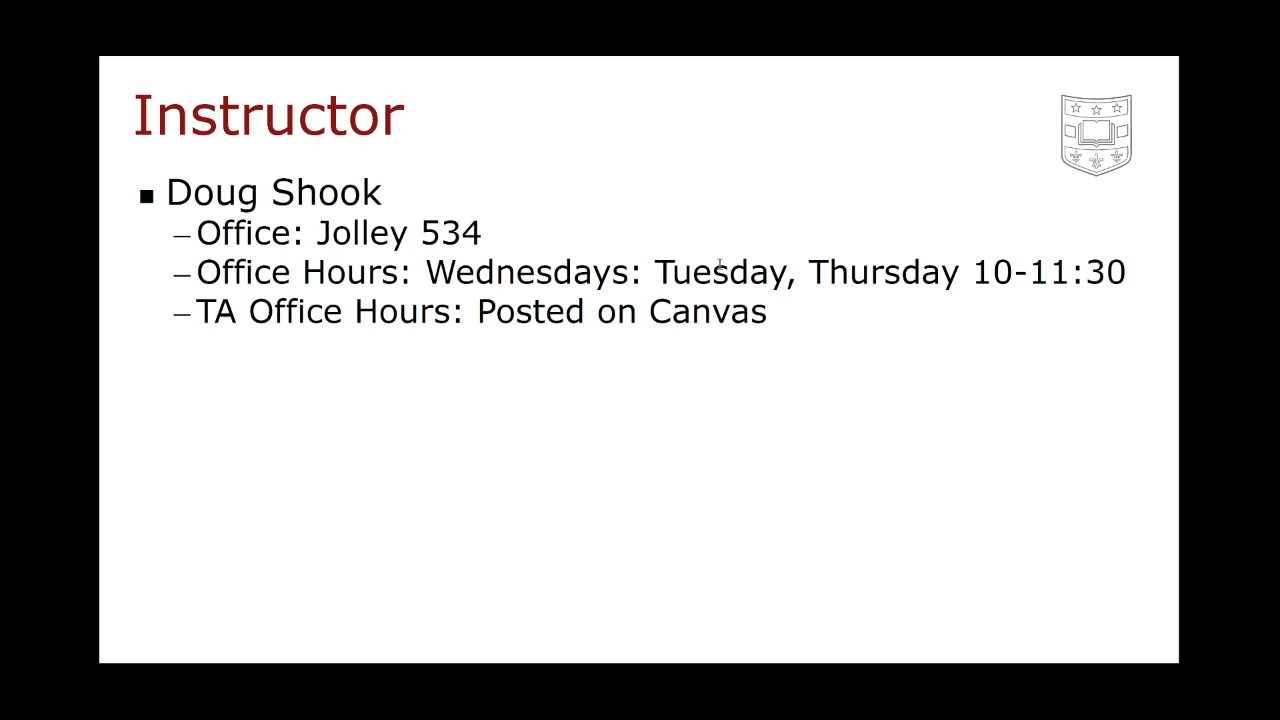 Instructor
■ Doug Shook
– Office: Jolley 534
– Office Hours: Wednesdays: Tuesday, Thursday 10-11:30
– TA Office Hours: Posted on Canvas